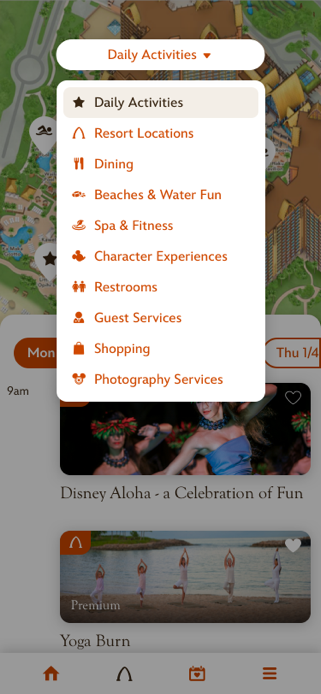 Daily Activities
Daily Activities
Resort Locations
Dining
Beaches & Water Fun
Spa & Fitness
Character Experiences
Restrooms
Guest Services
Shopping
Photography Services
Mon
Thu 1/4
9am
Disney Aloha - a Celebration of Fun
Premium
Yoga Burn